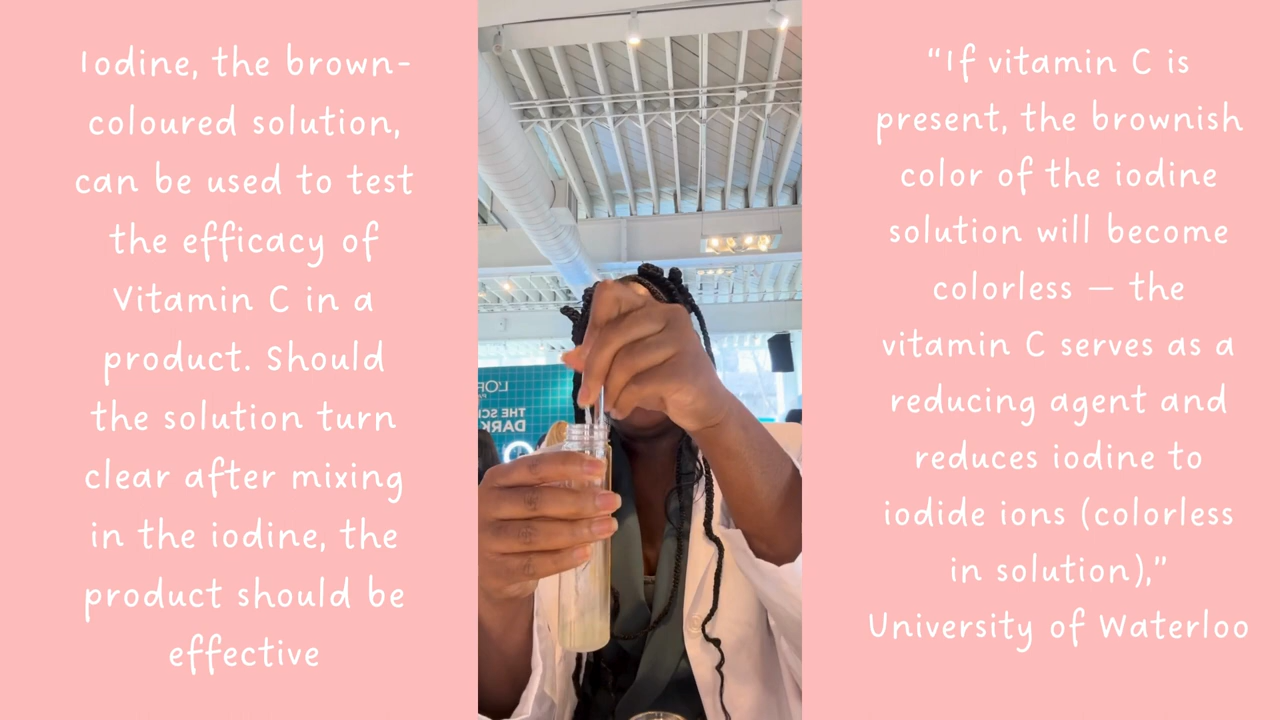 Iodine, the brown-
coloured solution,
can be used to test
the efficacy of
Vitamin C in a
product. Should
the solution turn
clear after mixing
in the iodine, the
product should be
effective
L'O
THE SC
DARK
“If vitamin C is
present, the brownish
color of the iodine
solution will become
colorless – the
vitamin C serves as a
reducing agent and
reduces iodine to
iodide ions (colorless
in solution),”
University of Waterloo